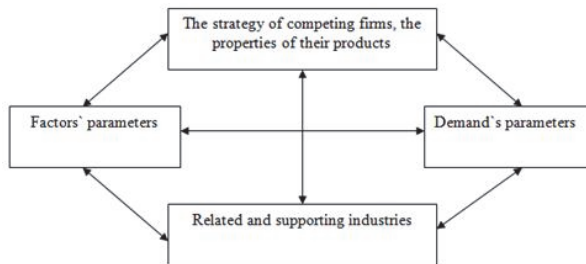 The strategy of competing firms, the
properties of their products
Factors` parameters
Demand`s parameters
Related and supporting industries